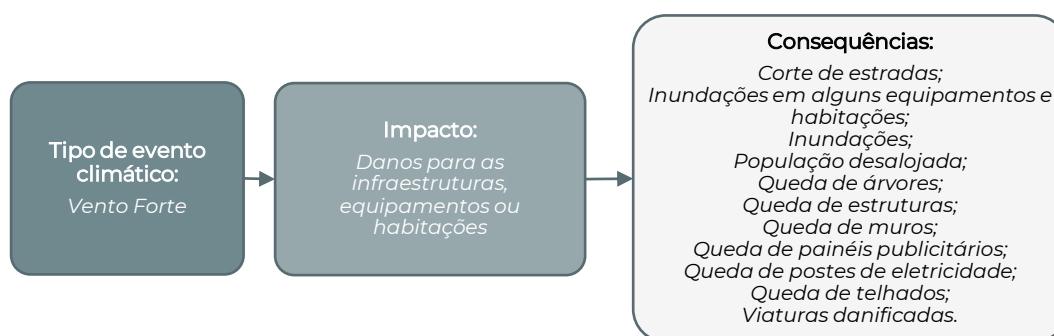 Tipo de evento
climático:
Vento Forte
Impacto:
Danos para as
infraestruturas,
equipamentos ou
habitações
Consequências:
Corte de estradas;
Inundações em alguns equipamentos e
habitações;
Inundações;
População desalojada;
Queda de árvores;
Queda de estruturas;
Queda de muros;
Queda de painéis publicitários;
Queda de postes de eletricidade;
Queda de telhados;
Viaturas danificadas.